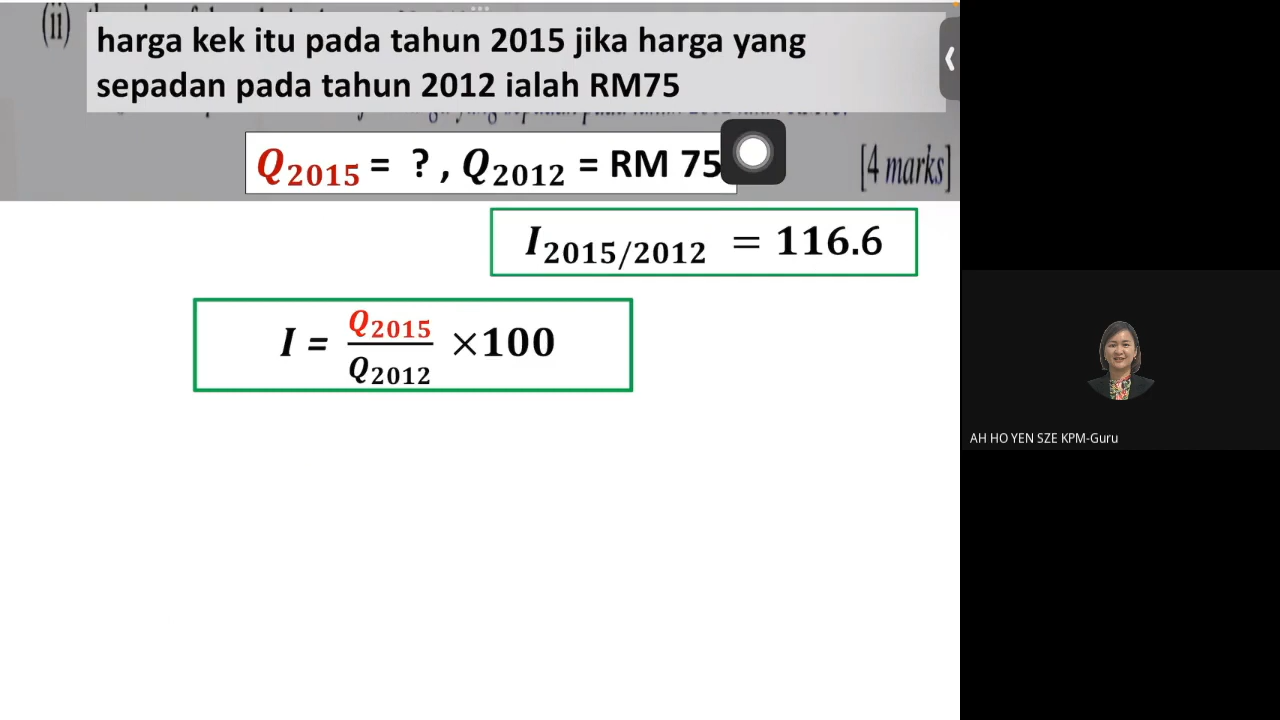 (ii)
harga kek itu pada tahun 2015 jika harga yang
sepadan pada tahun 2012 ialah RM75
Q2015 = ? , Q2012 = RM 75
[4 marks]
I2015/2012 = 116.6
I = Q2015/Q2012 ×100
AH HO YEN SZE KPM-Guru